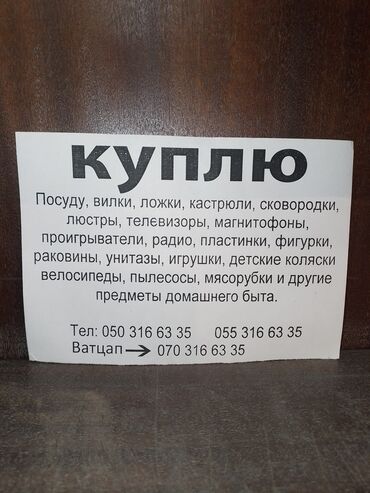 куплю
Посуду, вилки, ложки, кастрюли, сковородки,
люстры, телевизоры, магнитофоны,
проигрыватели, радио, пластинки, фигурки,
раковины, унитазы, игрушки, детские коляски
велосипеды, пылесосы, мясорубки и другие
предметы домашнего быта.
Тел: 050 316 63 35 055 316 63 35
Ватцап → 070 316 63 35